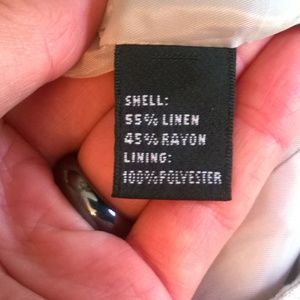 SHELL:
55% LINEN
45% RAYON
LINING:
100%POLYESTER